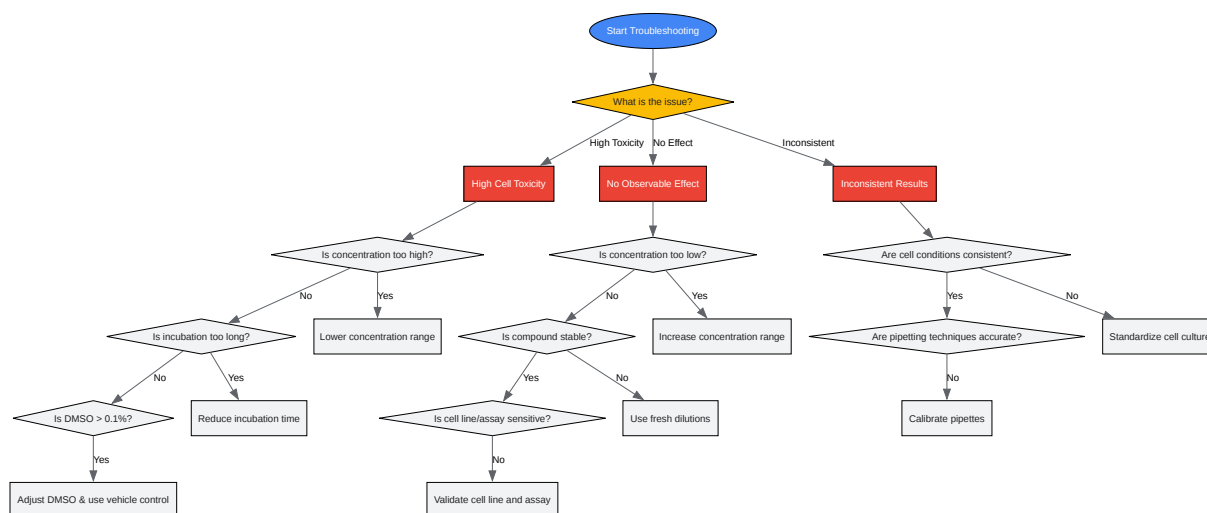 Start Troubleshooting
What is the issue?
High Toxicity
No Effect
Inconsistent
High Cell Toxicity
No Observable Effect
Inconsistent Results
Is concentration too high?
Is concentration too low?
Are cell conditions consistent?
No
Yes
No
Yes
Yes
No
Is incubation too long?
Lower concentration range
Is compound stable?
Increase concentration range
Are pipetting techniques accurate?
Standardize cell culture
No
Yes
Yes
No
No
Is DMSO > 0.1%?
Reduce incubation time
Is cell line/assay sensitive?
Use fresh dilutions
Calibrate pipettes
Yes
No
Adjust DMSO & use vehicle control
Validate cell line and assay